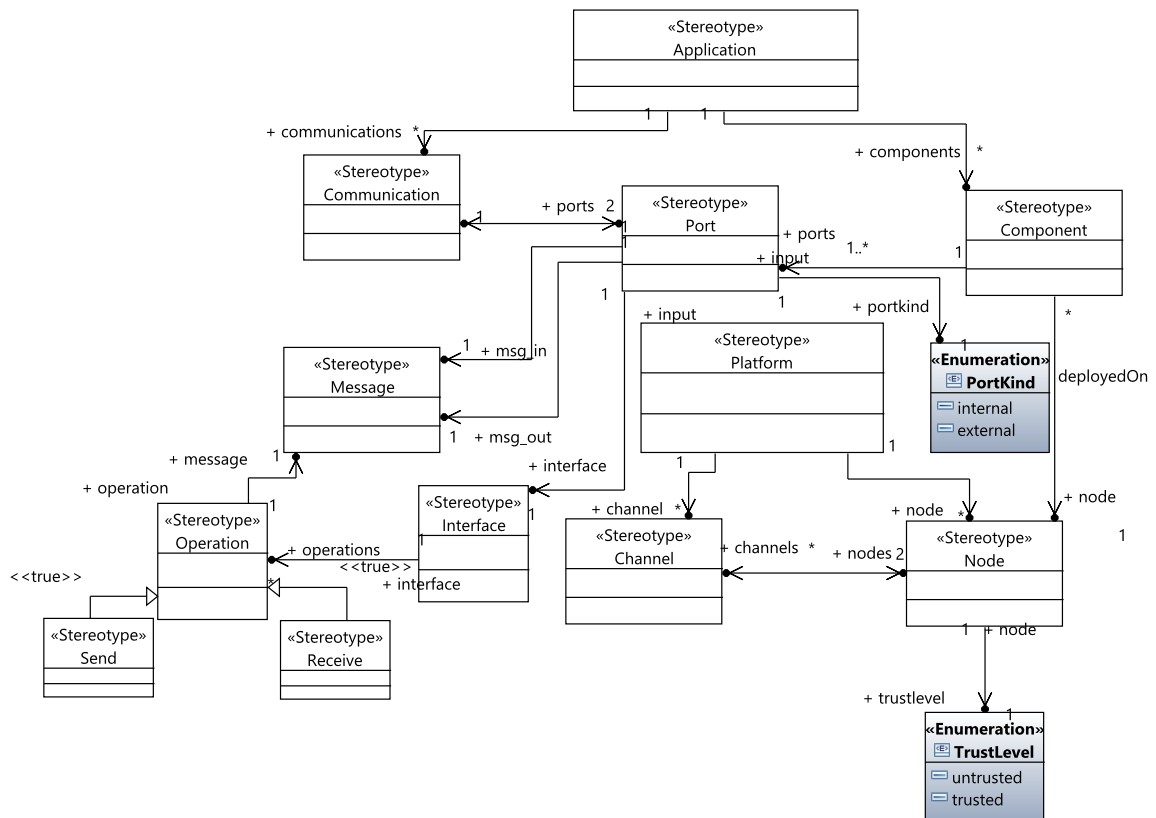 «Stereotype»
Application
1
1
+ communications *
+ components *
«Stereotype»
Communication
1
+ ports 2
«Stereotype»
Port
1
1
+ ports
1..*
+ input
«Stereotype»
Component
1
1
1
+ portkind
*
+ input
«Stereotype»
Platform
1
«Enumeration»
PortKind
internal
external
deployedOn
1 + msg_in
«Stereotype»
Message
1 + msg_out
1
+ message
+ operation
1
+ interface
1
1
1
+ channel *
+ node *
+ node
1
«Stereotype»
Operation
*
«Stereotype»
Interface
1
+ operations
<<true>>
+ interface
<<true>>
«Stereotype»
Channel
+ channels *
+ nodes 2
«Stereotype»
Node
1 + node
«Stereotype»
Send
«Stereotype»
Receive
+ trustlevel
1
«Enumeration»
TrustLevel
untrusted
trusted